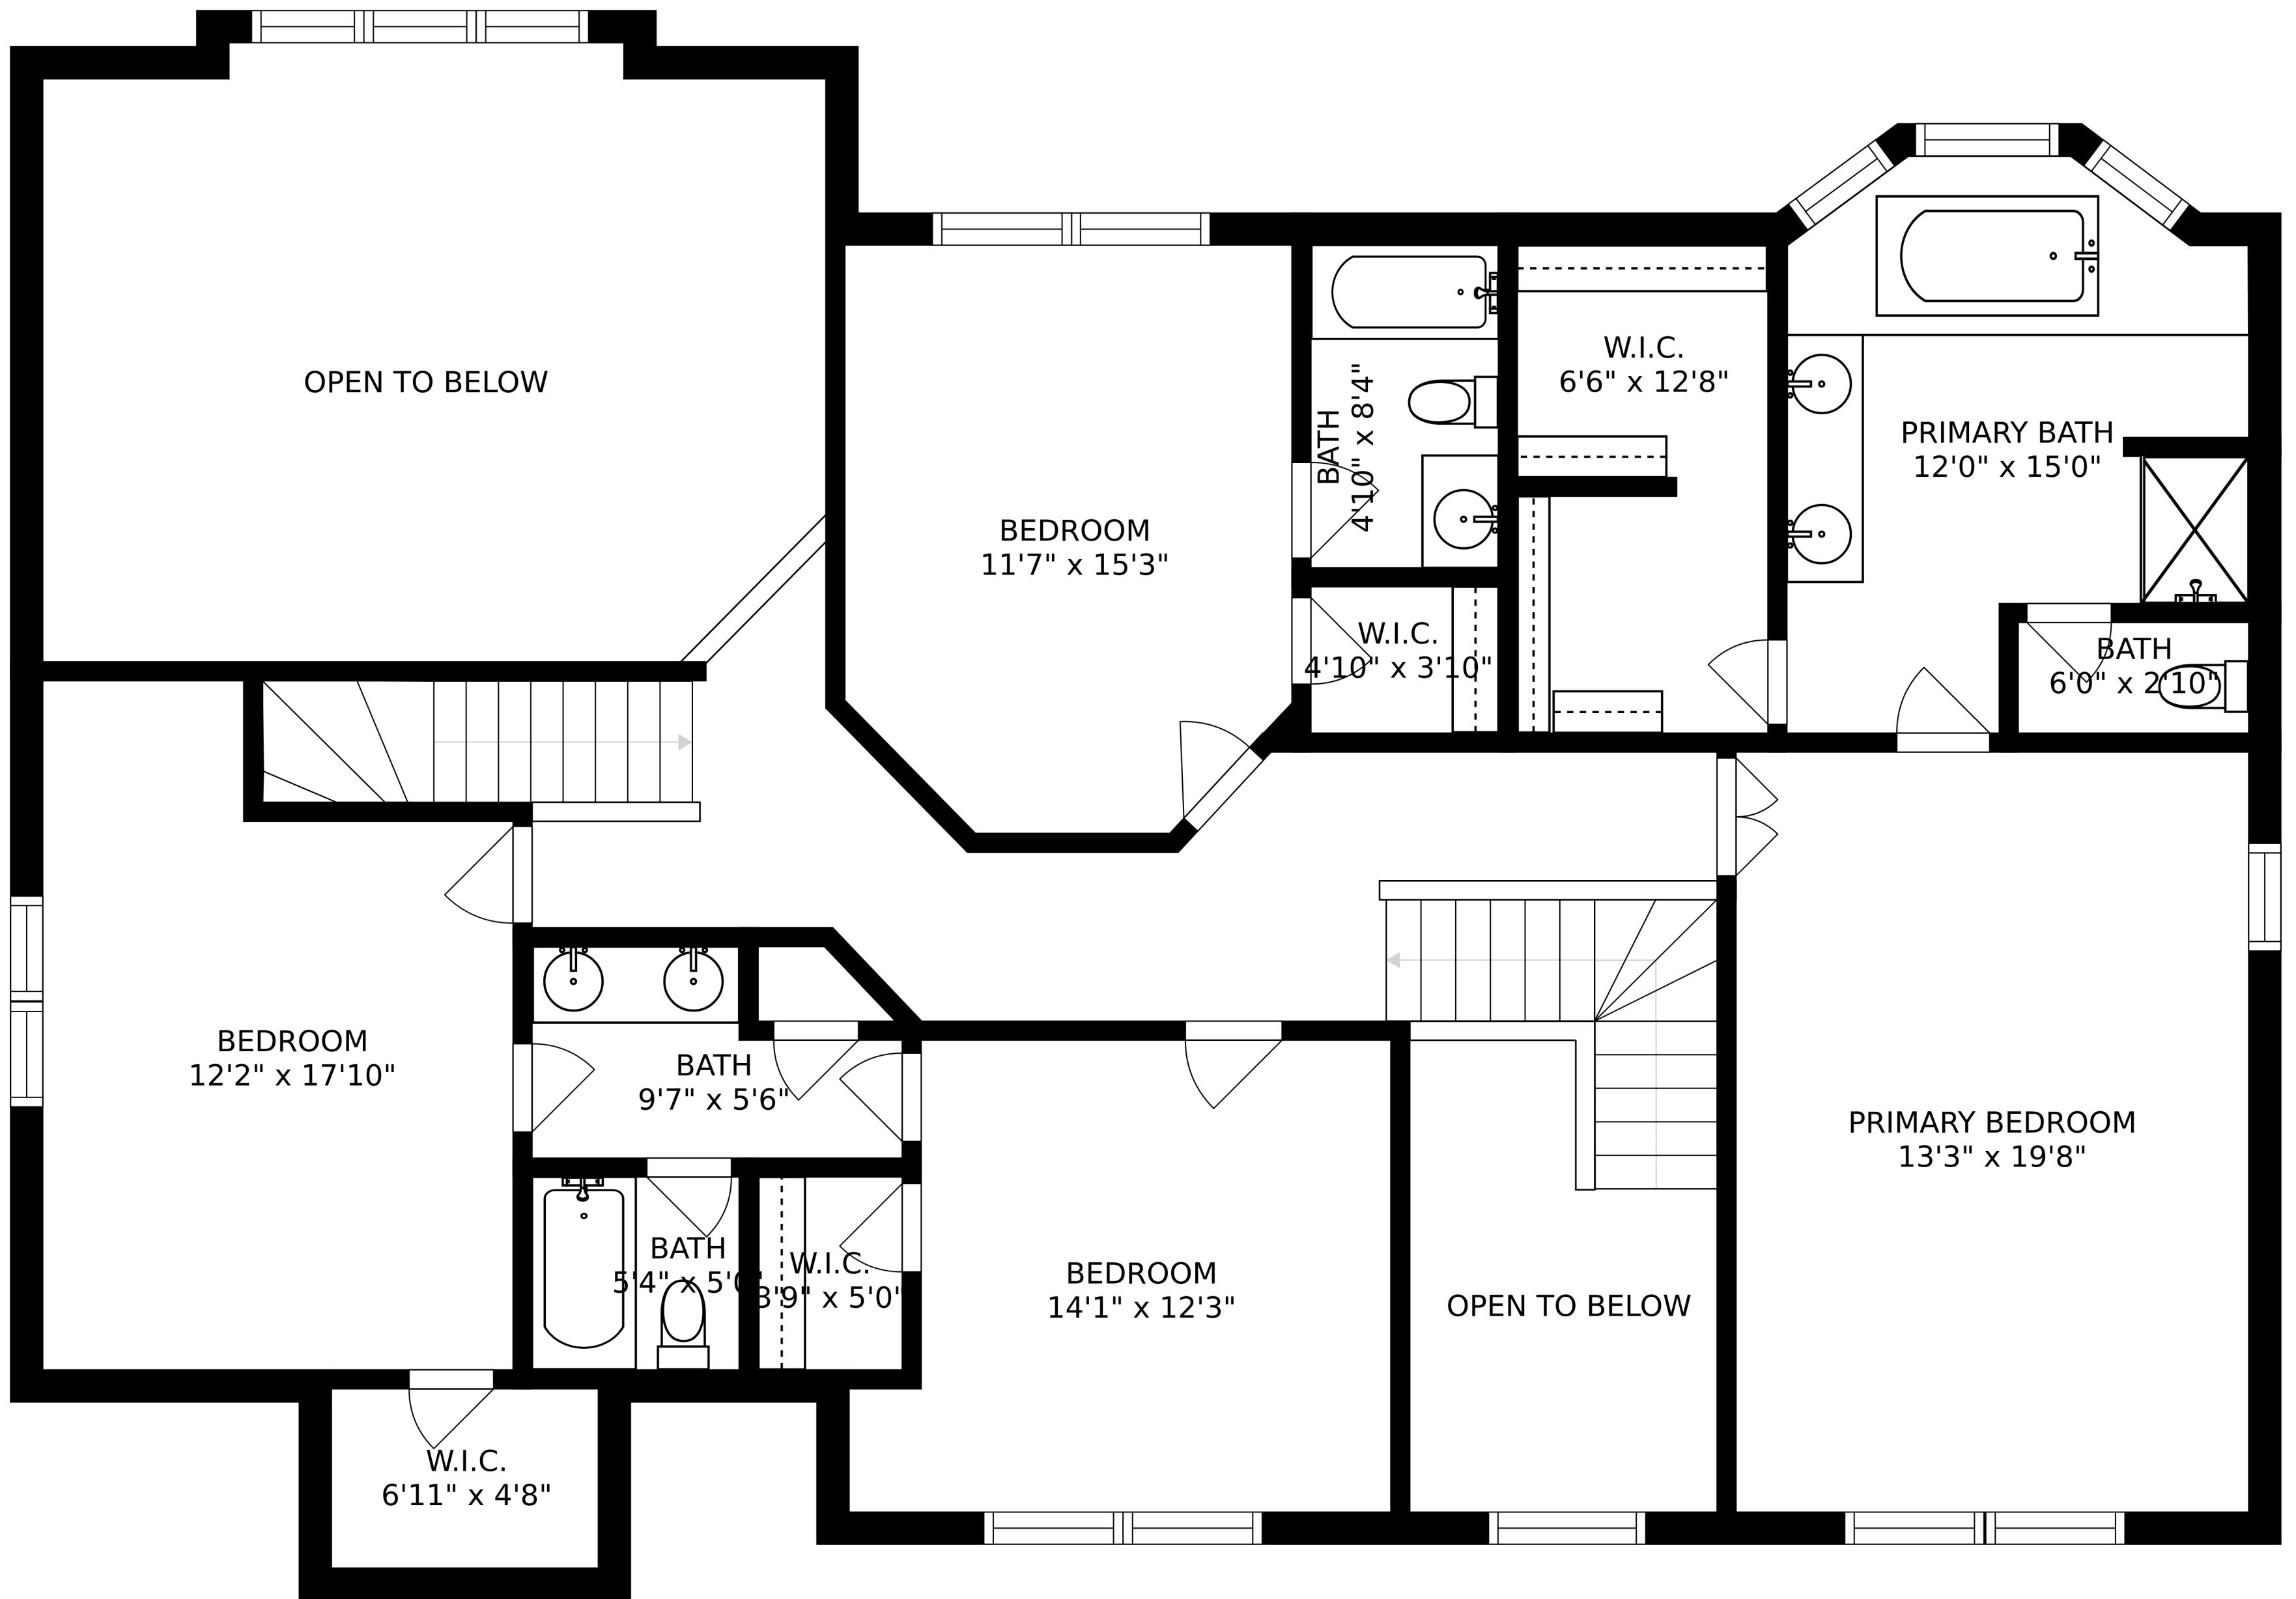 OPEN TO BELOW
BEDROOM
11'7" x 15'3"
BATH
4'10" x 8'4"
W.I.C.
6'6" x 12'8"
PRIMARY BATH
12'0" x 15'0"
W.I.C.
4'10" x 3'10"
BATH
6'0" x 2'10"
BEDROOM
12'2" x 17'10"
BATH
9'7" x 5'6"
BATH
5'4" x 5'0"
W.I.C.
3'9" x 5'0"
BEDROOM
14'1" x 12'3"
OPEN TO BELOW
PRIMARY BEDROOM
13'3" x 19'8"
W.I.C.
6'11" x 4'8"